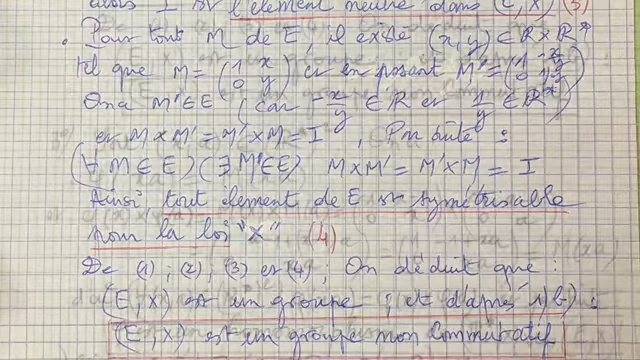 alors I est l'élément neutre dans (E, X) (3)
. Pour tout M de E, il existe (x, y) ∈ ℝ × ℝ*
tel que M = (1 x 0 y) et en posant M' = (1 -x/y 0 1/y)
On a M' ∈ E, car -x/y ∈ ℝ et 1/y ∈ ℝ*
et M × M' = M' × M = I, Par suite :
(∀ M ∈ E) (∃ M' ∈ E) M × M' = M' × M = I
Ainsi tout élément de E est symétrisable
pour la loi "X" (4)
De (1) ; (2) ; (3) et (4) ; On déduit que :
(E, X) est un groupe, et d'après 1) b) :
(E, X) est un groupe non commutatif